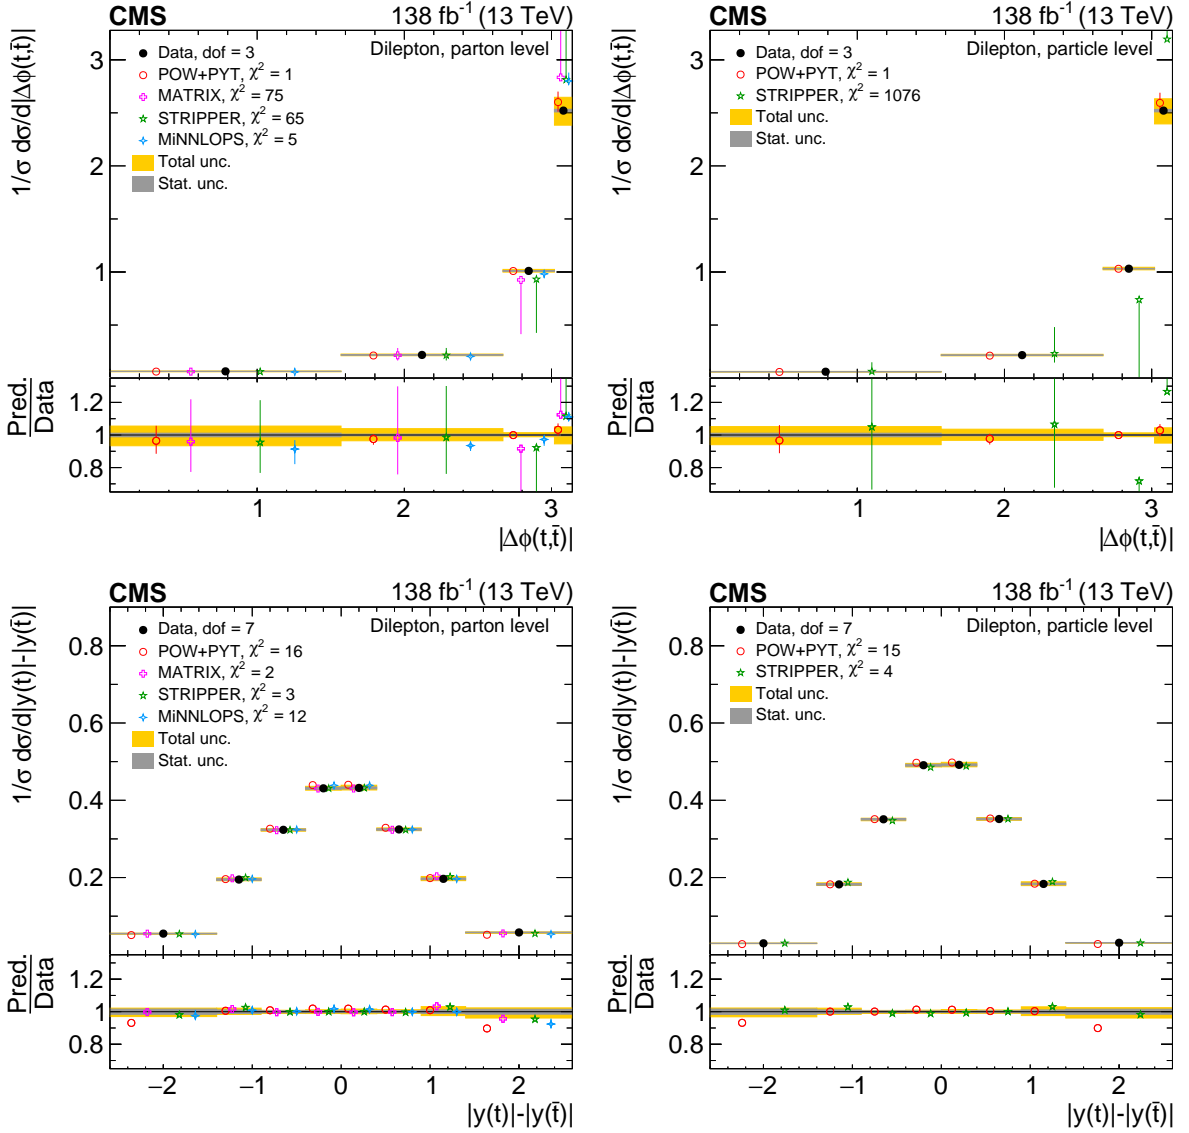 CMS 138 fb⁻¹ (13 TeV)
Dilepton, parton level
Data, dof = 3
POW+PYT, χ² = 1
MATRIX, χ² = 75
STRIPPER, χ² = 65
MiNNLOPS, χ² = 5
Total unc.
Stat. unc.
1/σ dσ/d|Δϕ(t,t̄)|
3
2
1
Pred.
Data
1.2
1
0.8
1 2 3
|Δϕ(t,t̄)|
CMS 138 fb⁻¹ (13 TeV)
Dilepton, particle level
Data, dof = 3
POW+PYT, χ² = 1
STRIPPER, χ² = 1076
Total unc.
Stat. unc.
1/σ dσ/d|Δϕ(t,t̄)|
3
2
1
Pred.
Data
1.2
1
0.8
1 2 3
|Δϕ(t,t̄)|
CMS 138 fb⁻¹ (13 TeV)
Dilepton, parton level
Data, dof = 7
POW+PYT, χ² = 16
MATRIX, χ² = 2
STRIPPER, χ² = 3
MiNNLOPS, χ² = 12
Total unc.
Stat. unc.
1/σ dσ/d|y(t)|-|y(t̄)|
0.8
0.6
0.4
0.2
Pred.
Data
1.2
1
0.8
−2 −1 0 1 2
|y(t)|-|y(t̄)|
CMS 138 fb⁻¹ (13 TeV)
Dilepton, particle level
Data, dof = 7
POW+PYT, χ² = 15
STRIPPER, χ² = 4
Total unc.
Stat. unc.
1/σ dσ/d|y(t)|-|y(t̄)|
0.8
0.6
0.4
0.2
Pred.
Data
1.2
1
0.8
−2 −1 0 1 2
|y(t)|-|y(t̄)|